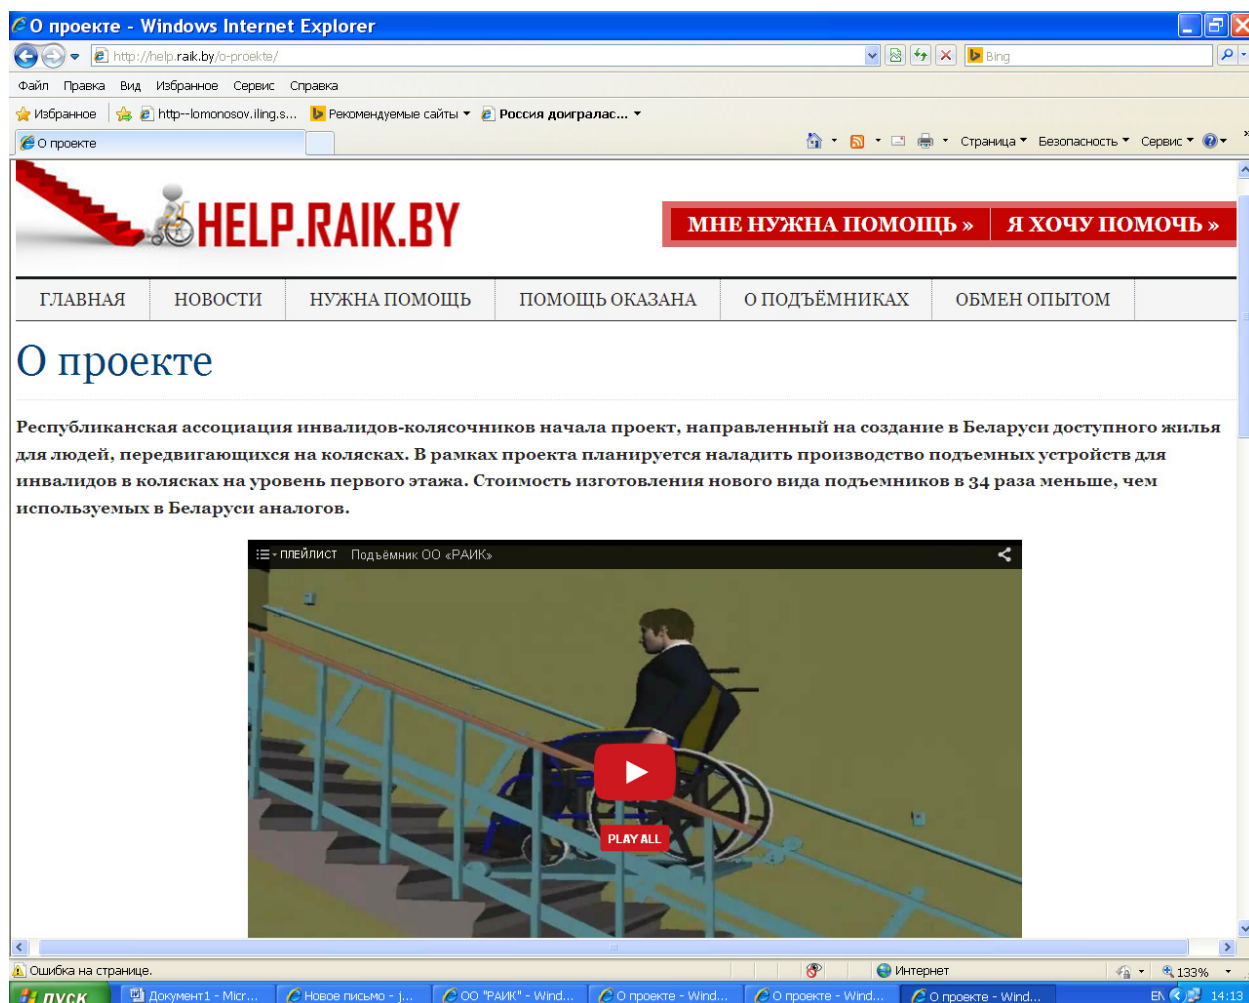 О проекте - Windows Internet Explorer
http://help.raik.by/o-proekte/
Bing
Файл Правка Вид Избранное Сервис Справка
Избранное http--lomonosov.iling.s... Рекомендуемые сайты Россия доигралас...
О проекте Страница Безопасность Сервис
HELP.RAIK.BY
МНЕ НУЖНА ПОМОЩЬ » Я ХОЧУ ПОМОЧЬ »
ГЛАВНАЯ НОВОСТИ НУЖНА ПОМОЩЬ ПОМОЩЬ ОКАЗАНА О ПОДЪЁМНИКАХ ОБМЕН ОПЫТОМ
О проекте
Республиканская ассоциация инвалидов-колясочников начала проект, направленный на создание в Беларуси доступного жилья
для людей, передвигающихся на колясках. В рамках проекта планируется наладить производство подъемных устройств для
инвалидов в колясках на уровень первого этажа. Стоимость изготовления нового вида подъемников в 34 раза меньше, чем
используемых в Беларуси аналогов.
ПЛЕЙЛИСТ Подъёмник ОО «РАИК»
PLAY ALL
Ошибка на странице. Интернет 133%
пуск Документ1 - Micr... Новое письмо - j... ОО "РАИК" - Wind... О проекте - Wind... О проекте - Wind... О проекте - Wind... EN 14:13